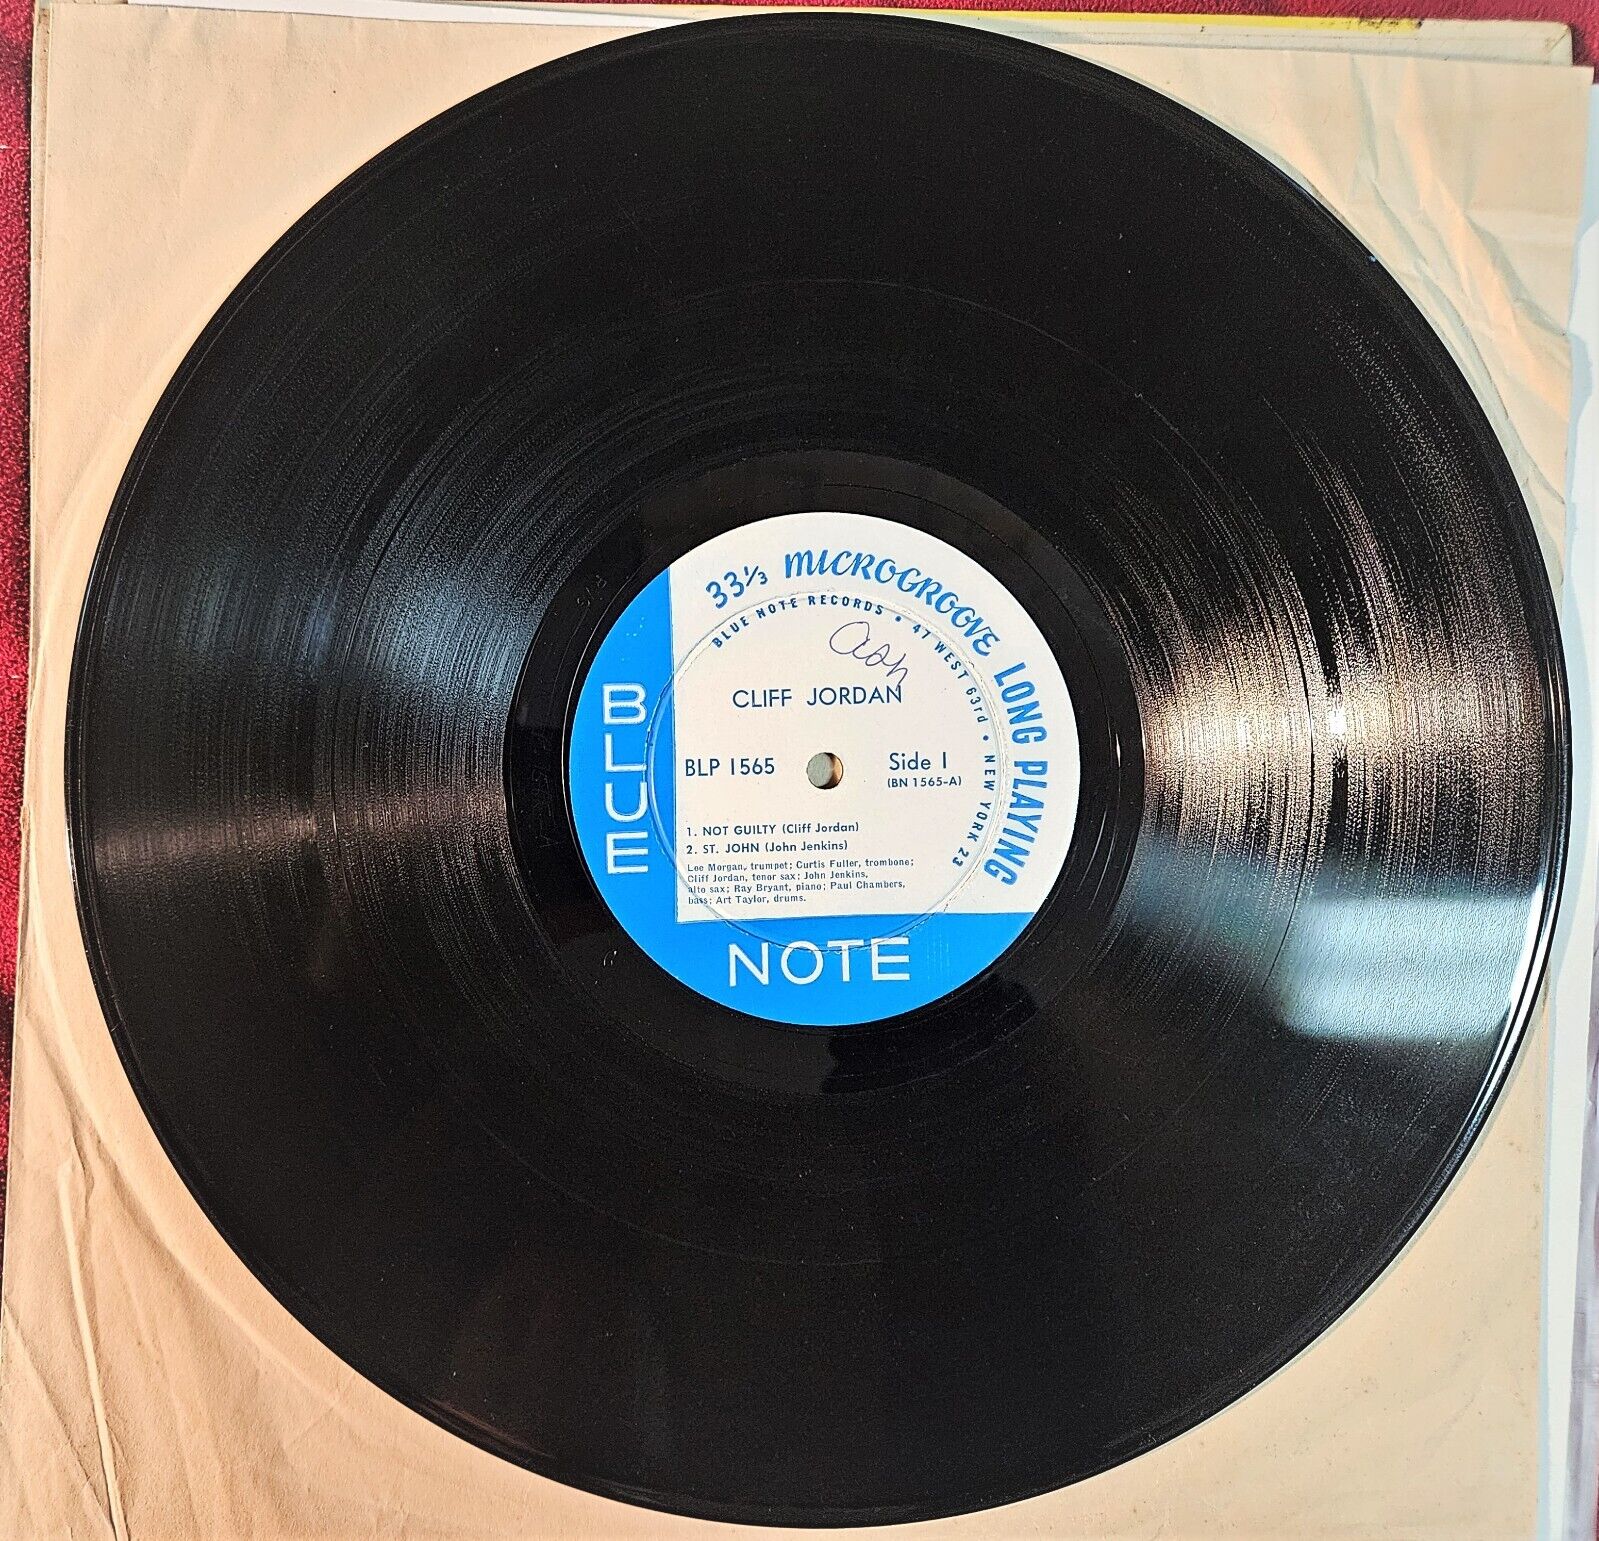 33⅓ MICROGROOVE LONG PLAYING
BLUE NOTE RECORDS • 47 WEST 63rd • NEW YORK 23
CLIFF JORDAN
BLP 1565
Side 1
(BN 1565-A)
1. NOT GUILTY (Cliff Jordan)
2. ST. JOHN (John Jenkins)
Lee Morgan, trumpet; Curtis Fuller, trombone;
Cliff Jordan, tenor sax; John Jenkins,
alto sax; Ray Bryant, piano; Paul Chambers,
bass; Art Taylor, drums.
BLUE
NOTE